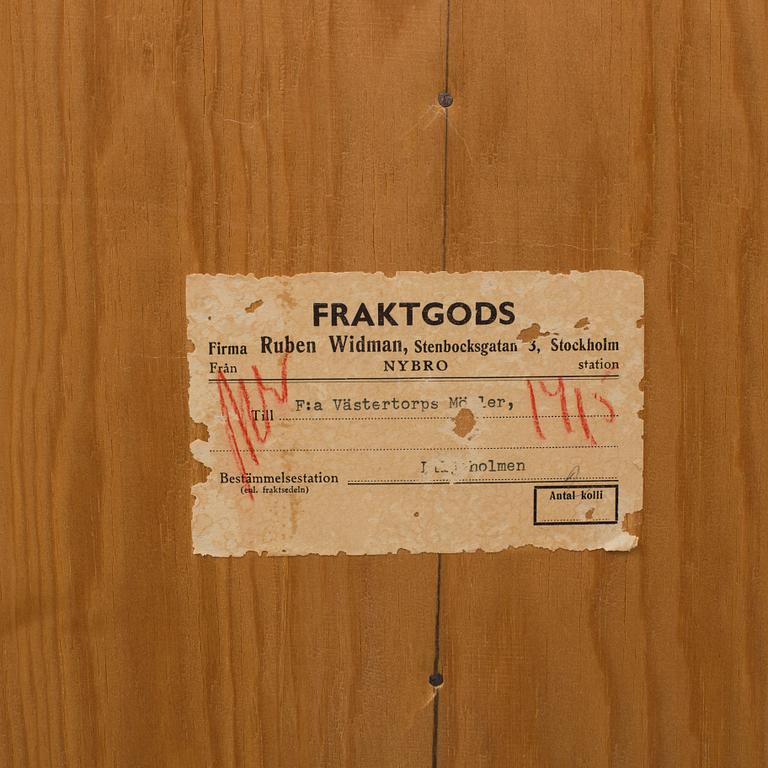 FRAKTGODS
Firma Ruben Widman, Stenbocksgatan 3, Stockholm
Från NYBRO station
Till F:a Västertorps
Bestämmelsestation
(enl. fraktsedeln)
Antal kolli